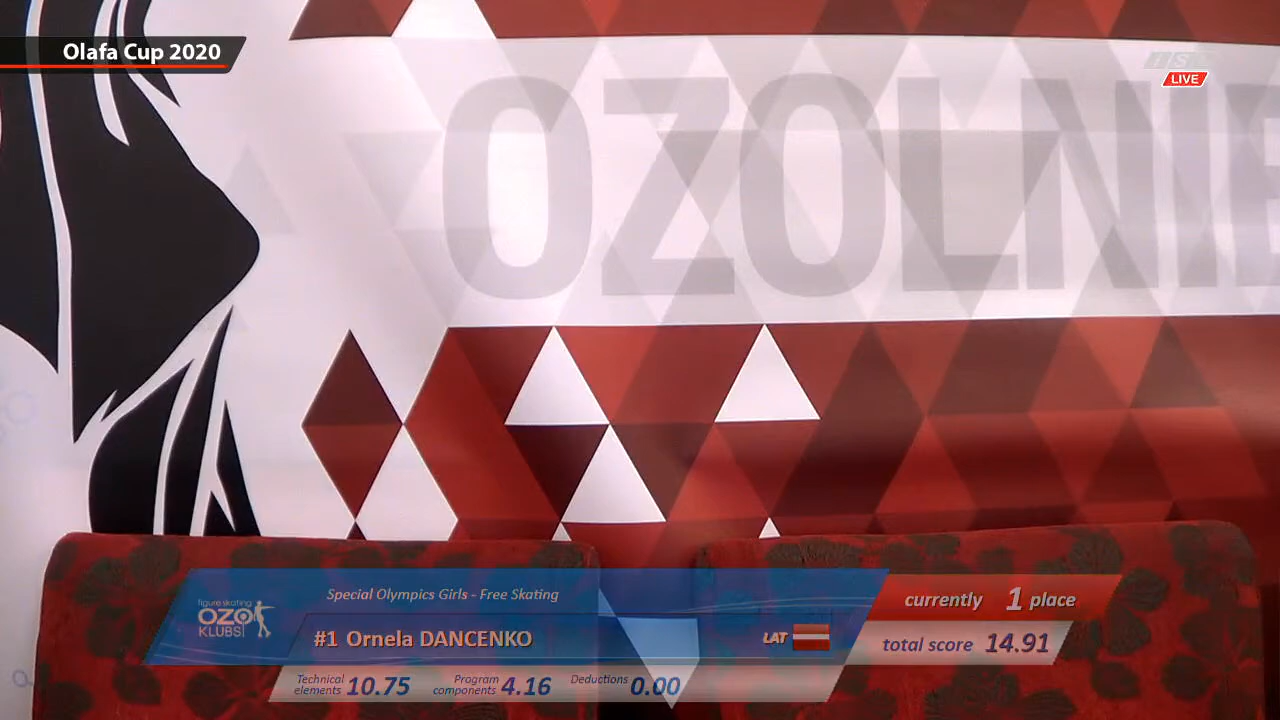 Olafa Cup 2020
LIVE
OZOLNIE
Special Olympics Girls - Free Skating
figure skating
OZO
KLUBS!
#1 Ornela DANCENKO
LAT
currently 1 place
total score 14.91
Technical elements 10.75
Program components 4.16
Deductions 0.00